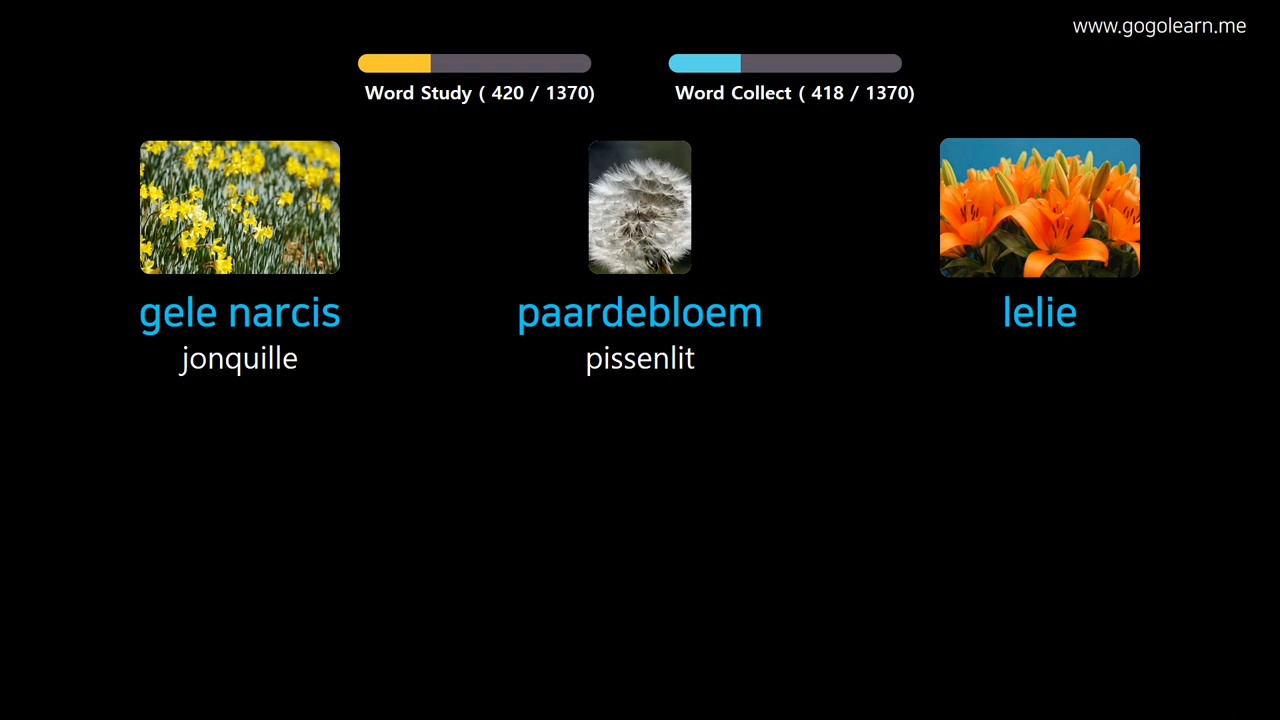 www.gogolearn.me
Word Study ( 420 / 1370)
Word Collect ( 418 / 1370)
gele narcis
jonquille
paardebloem
pissenlit
lelie